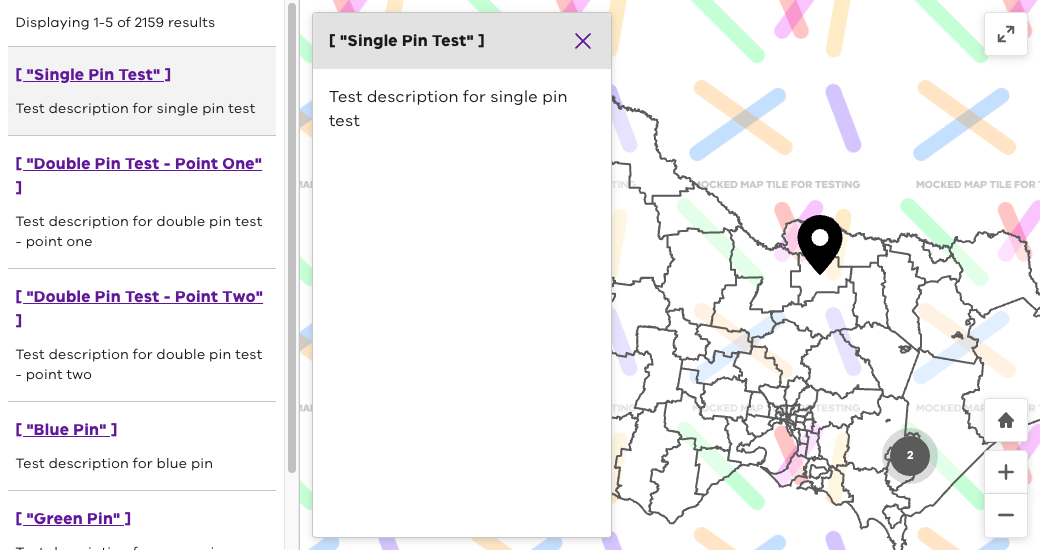 Displaying 1-5 of 2159 results
[ "Single Pin Test" ]
Test description for single pin test
[ "Double Pin Test - Point One"
]
Test description for double pin test
- point one
[ "Double Pin Test - Point Two"
]
Test description for double pin test
- point two
[ "Blue Pin" ]
Test description for blue pin
[ "Green Pin" ]
[ "Single Pin Test" ]
Test description for single pin
test
MOCKED MAP TILE FOR TESTING
MOCKED MAP TILE FOR T
MOCKED MAP TILE FOR TESTING
MOCKED MAP TILE FOR T
2